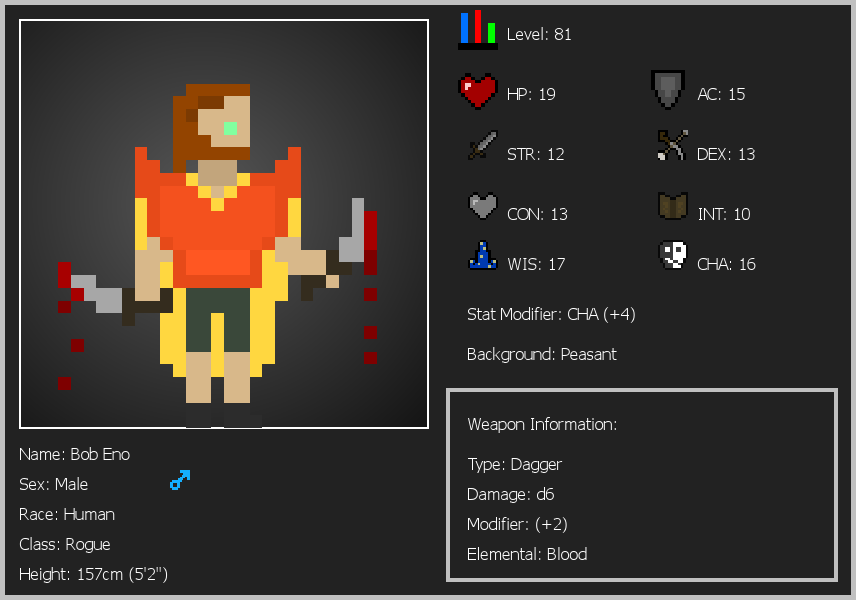 Level: 81
HP: 19
AC: 15
STR: 12
DEX: 13
CON: 13
INT: 10
WIS: 17
CHA: 16
Stat Modifier: CHA (+4)
Background: Peasant
Weapon Information:
Type: Dagger
Damage: d6
Modifier: (+2)
Elemental: Blood
Name: Bob Eno
Sex: Male
Race: Human
Class: Rogue
Height: 157cm (5'2")